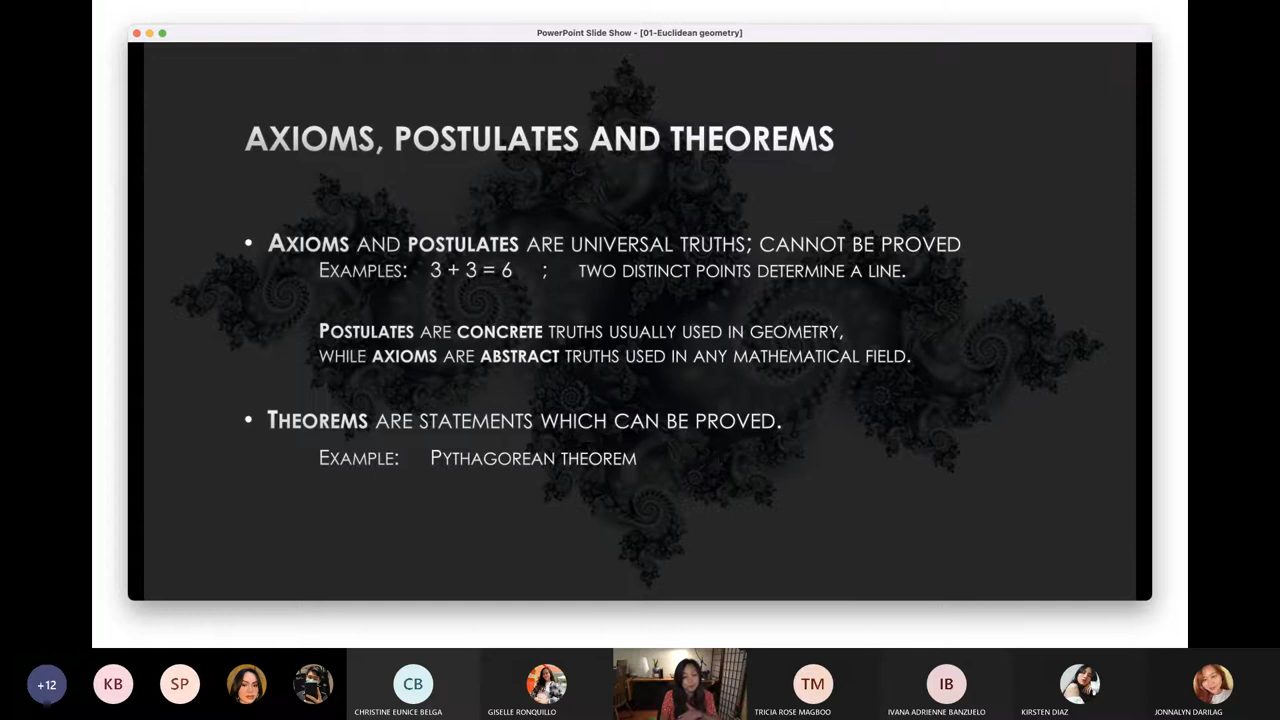 PowerPoint Slide Show - [01-Euclidean geometry]
AXIOMS, POSTULATES AND THEOREMS
• AXIOMS AND POSTULATES ARE UNIVERSAL TRUTHS; CANNOT BE PROVED
EXAMPLES: 3 + 3 = 6 ; TWO DISTINCT POINTS DETERMINE A LINE.
POSTULATES ARE CONCRETE TRUTHS USUALLY USED IN GEOMETRY,
WHILE AXIOMS ARE ABSTRACT TRUTHS USED IN ANY MATHEMATICAL FIELD.
• THEOREMS ARE STATEMENTS WHICH CAN BE PROVED.
EXAMPLE: PYTHAGOREAN THEOREM
+12 KB SP CB TM IB
CHRISTINE EUNICE BELGA GISELLE RONQUILLO TRICIA ROSE MAGBOO IVANA ADRIENNE BANZUELO KIRSTEN DIAZ JONNALYN DARILAG